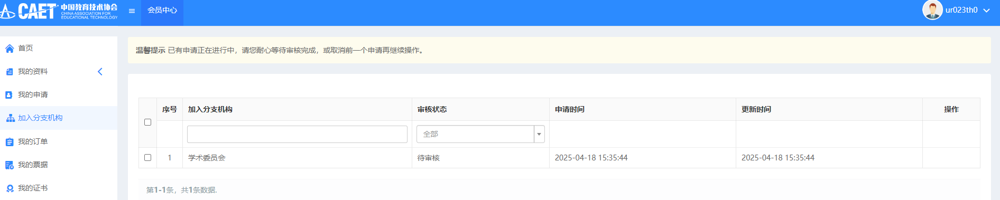 CAET 中国教育技术协会
CHINA ASSOCIATION FOR
EDUCATIONAL TECHNOLOGY
会员中心
ur023th0
首页
我的资料
我的申请
加入分支机构
我的订单
我的票据
我的证书
温馨提示 已有申请正在进行中，请您耐心等待审核完成，或取消前一个申请再继续操作。
序号 加入分支机构 审核状态 申请时间 更新时间 操作
全部
1 学术委员会 待审核 2025-04-18 15:35:44 2025-04-18 15:35:44
第1-1条，共1条数据.